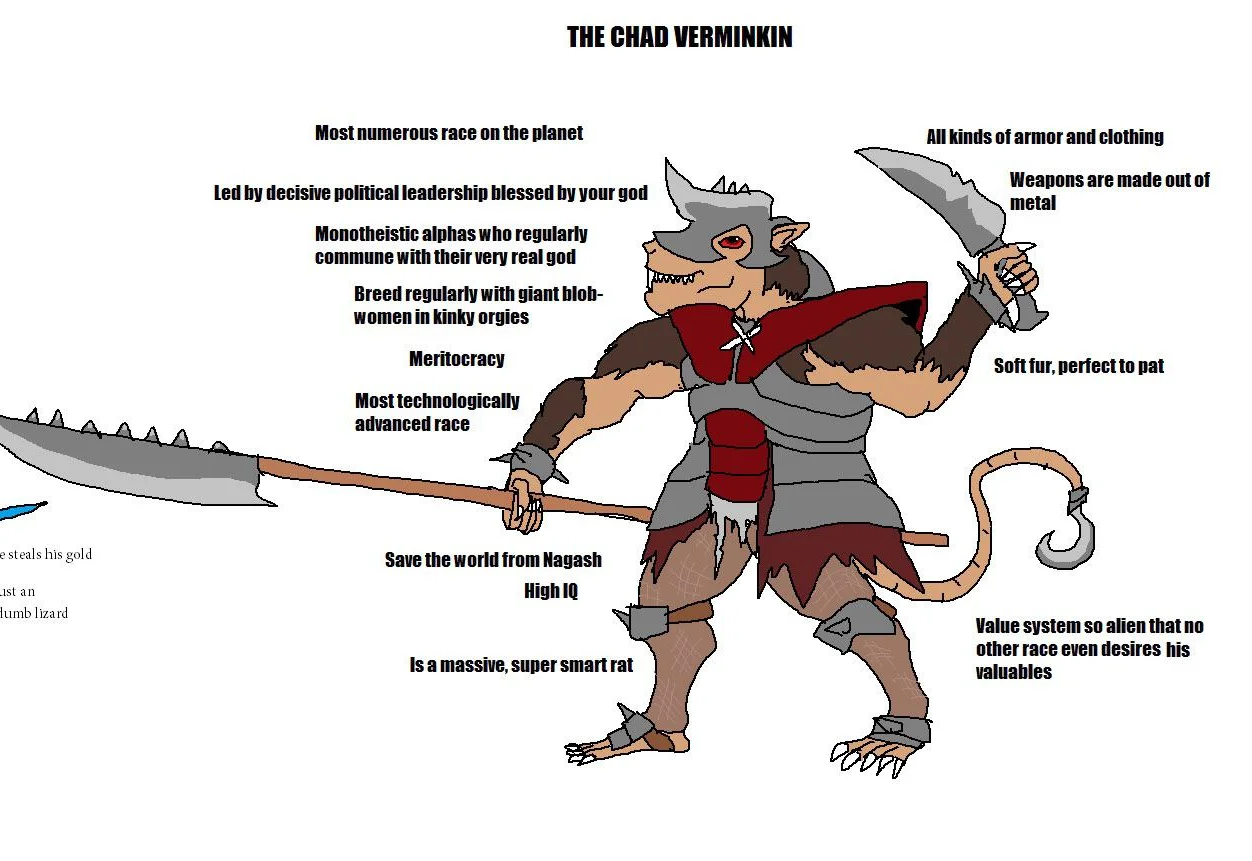 THE CHAD VERMINKIN
Most numerous race on the planet
All kinds of armor and clothing
Weapons are made out of
metal
Led by decisive political leadership blessed by your god
Monotheistic alphas who regularly
commune with their very real god
Breed regularly with giant blob-
women in kinky orgies
Meritocracy
Soft fur, perfect to pat
Most technologically
advanced race
e steals his gold
ust an
dumb lizard
Save the world from Nagash
High IQ
Is a massive, super smart rat
Value system so alien that no
other race even desires his
valuables